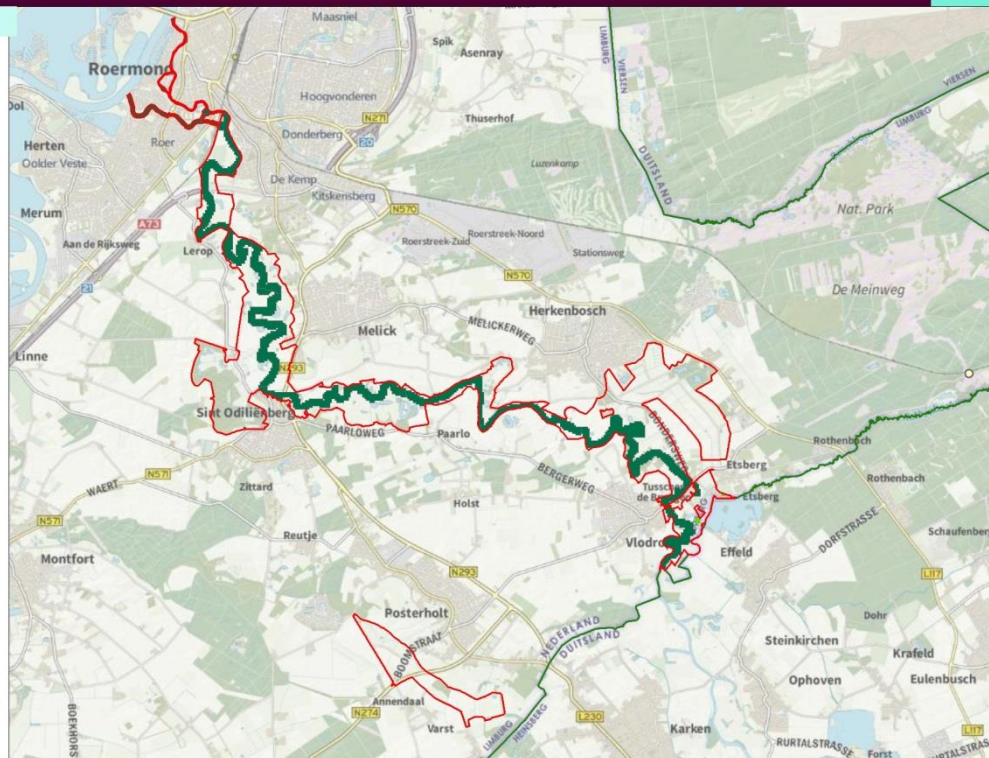 Maasniel
Spik
Asenray
LIMBURG
VIERSEN
VIERSEN
LIMBURG
Roermond
Hoogvonderen
N271
Thuserhof
Donderberg
20
Roer
Herten
Oolder Veste
Luzenkamp
DUITSLAND
De Kemp
Kitskensberg
Nat. Park
Merum
N570
A73
Aan de Rijksweg
Lerop
Roerstreek-Zuid
Roerstreek-Noord
Stationsweg
N570
De Meinweg
21
Herkenbosch
Melick
MELICKERWEG
Linne
N293
Sint Odiliënberg
PAARLOWEG
Paarlo
Rothenbach
Etsberg
BERGERWEG
N571
WAERT
Zittard
Holst
Etsberg
Rothenbach
N571
Reutje
Effeld
DORFSTRASSE
Montfort
N293
L117
Posterholt
BOOMSTRAAT
NEDERLAND
DUITSLAND
Dohr
Steinkirchen
Krafeld
Ophoven
Eulenbusch
Annendaal
N274
Varst
LIMBURG
HEINSBERG
L230
Karken
L117
RURTALSTRASSE
Forst